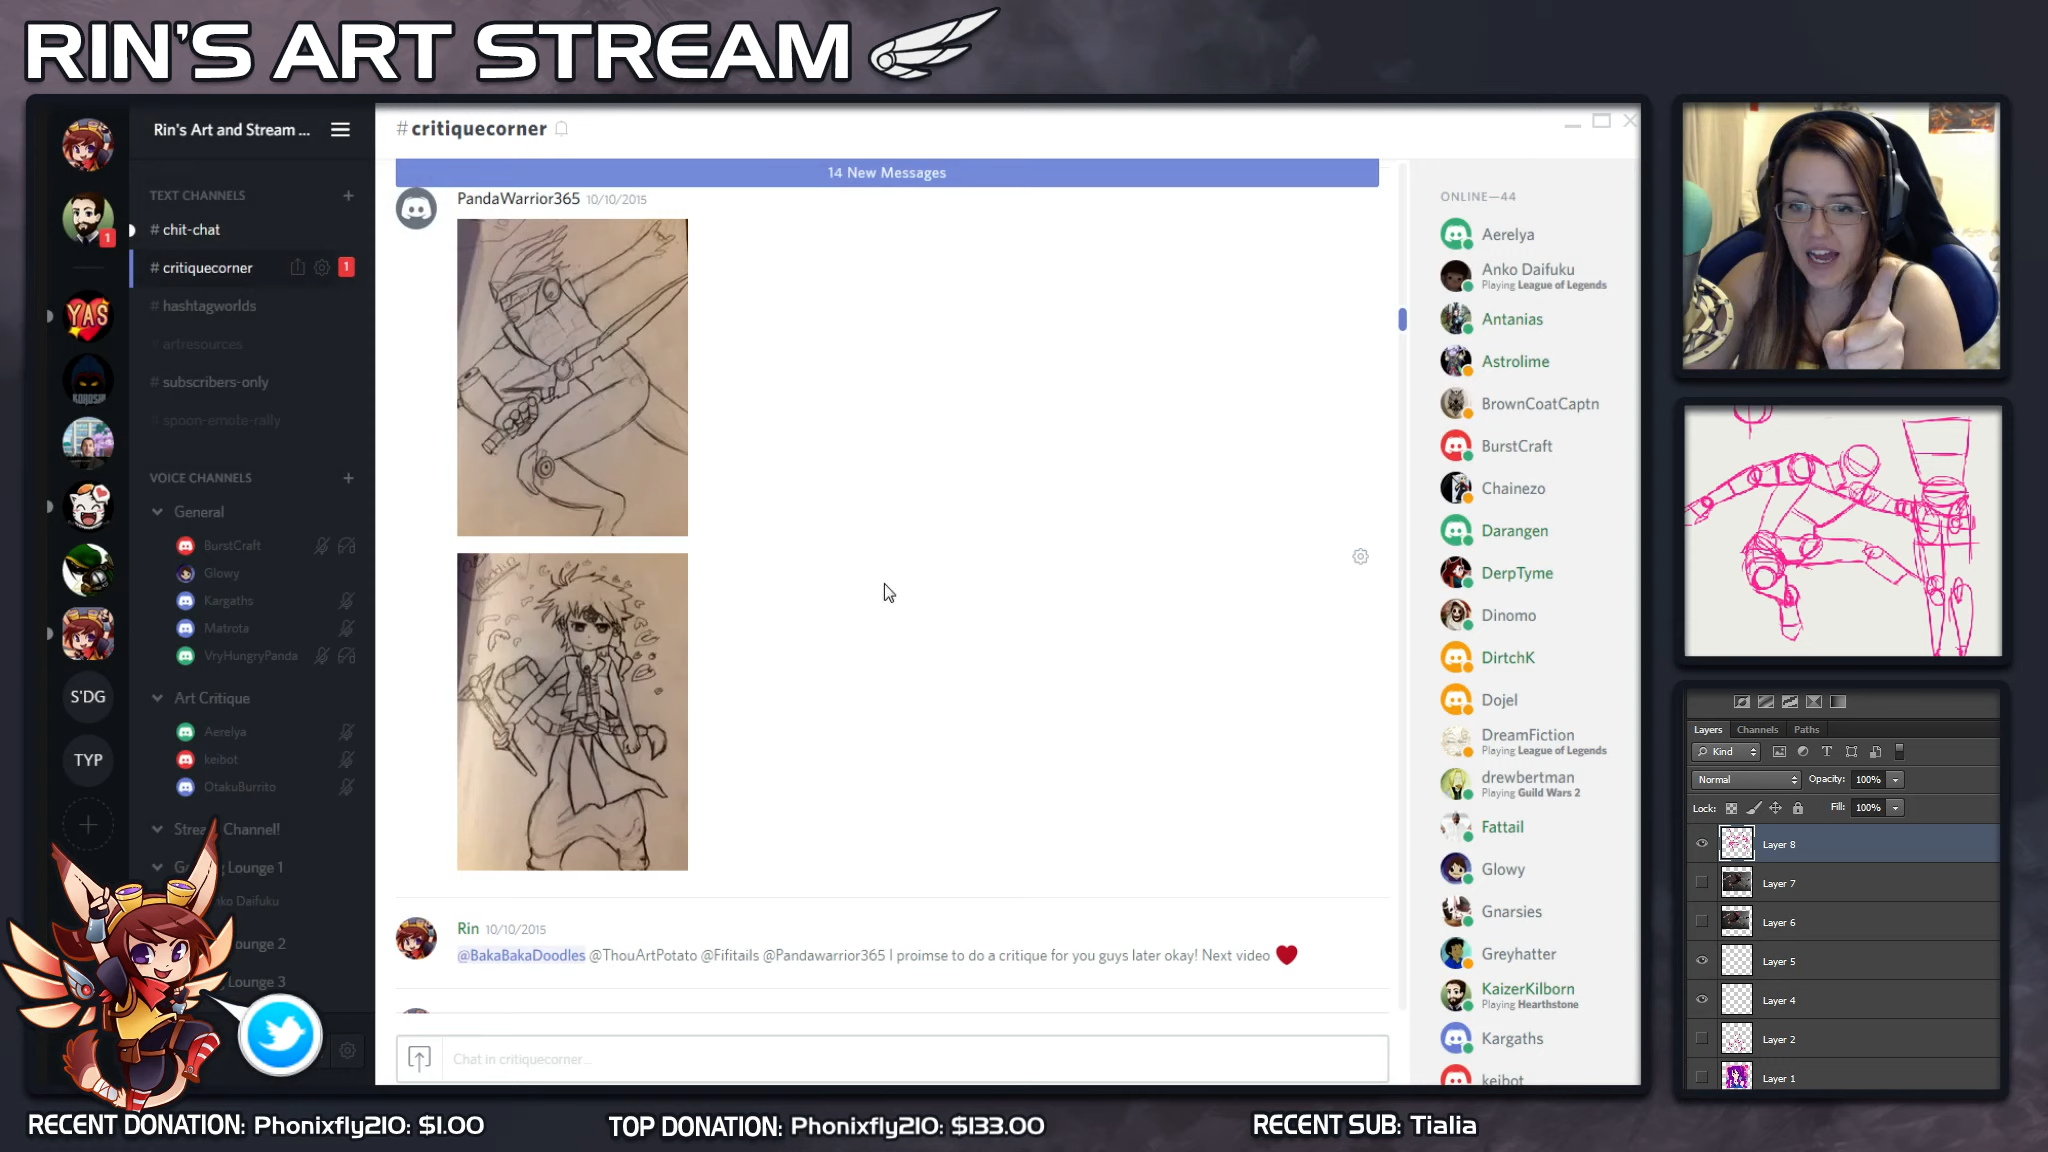 RIN'S ART STREAM
Rin's Art and Stream ...
TEXT CHANNELS
# chit-chat
# critiquecorner 1
# hashtagworlds
# artresources
# subscribers-only
# spoon-emote-rally
VOICE CHANNELS
General
BurstCraft
Glowy
Kargaths
Matrota
VryHungryPanda
Art Critique
Aerelya
keibot
OtakuBurrito
Channel!
Lounge 1
Daifuku
ounge 2
ounge 3
1
YAS
KOROSHI
S'DG
TYP
#critiquecorner
14 New Messages
PandaWarrior365 10/10/2015
Rin 10/10/2015
@BakaBakaDoodles @ThouArtPotato @Fifitails @Pandawarrior365 I proimse to do a critique for you guys later okay! Next video
Chat in critiquecorner...
ONLINE—44
Aerelya
Anko Daifuku
Playing League of Legends
Antanias
Astrolime
BrownCoatCaptn
BurstCraft
Chainezo
Darangen
DerpTyme
Dinomo
DirtchK
Dojel
DreamFiction
Playing League of Legends
drewbertman
Playing Guild Wars 2
Fattail
Glowy
Gnarsies
Greyhatter
KaizerKilborn
Playing Hearthstone
Kargaths
keibot
Layers Channels Paths
Kind
Normal Opacity: 100%
Lock: Fill: 100%
Layer 8
Layer 7
Layer 6
Layer 5
Layer 4
Layer 2
Layer 1
RECENT DONATION: Phonixfly210: $1.00
TOP DONATION: Phonixfly210: $133.00
RECENT SUB: Tialia